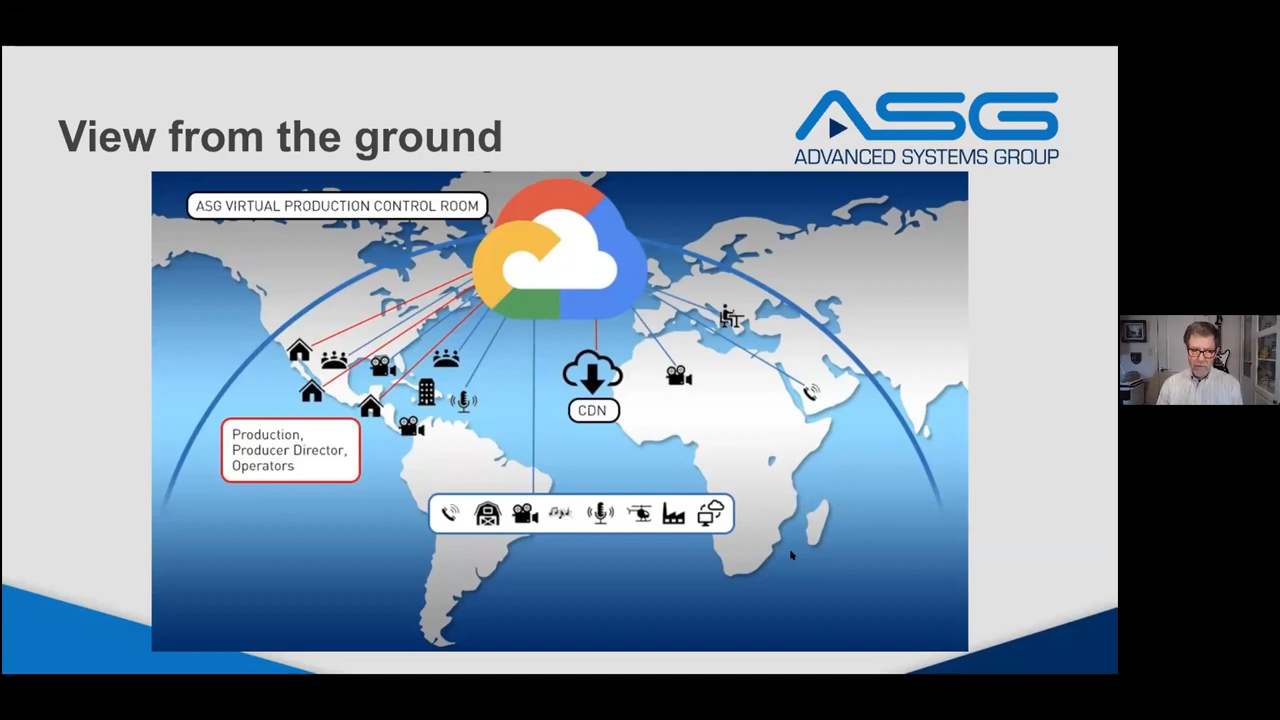 View from the ground
ASG
ADVANCED SYSTEMS GROUP
ASG VIRTUAL PRODUCTION CONTROL ROOM
CDN
Production,
Producer Director,
Operators